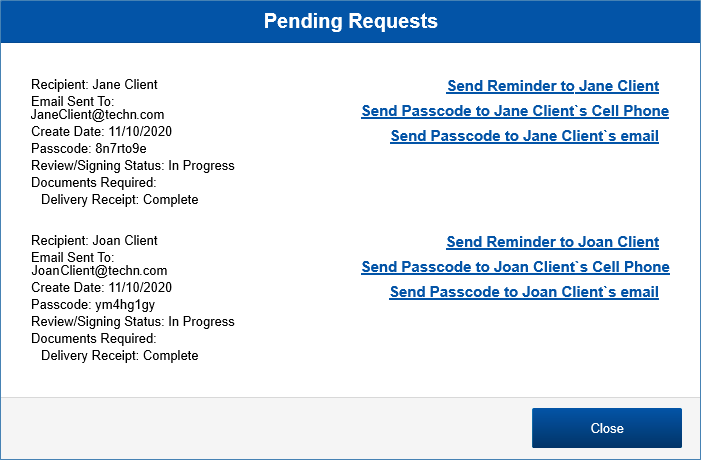 Pending Requests
Recipient: Jane Client
Email Sent To:
JaneClient@techn.com
Create Date: 11/10/2020
Passcode: 8n7rto9e
Review/Signing Status: In Progress
Documents Required:
Delivery Receipt: Complete
Send Reminder to Jane Client
Send Passcode to Jane Client`s Cell Phone
Send Passcode to Jane Client`s email
Recipient: Joan Client
Email Sent To:
JoanClient@techn.com
Create Date: 11/10/2020
Passcode: ym4hg1gy
Review/Signing Status: In Progress
Documents Required:
Delivery Receipt: Complete
Send Reminder to Joan Client
Send Passcode to Joan Client`s Cell Phone
Send Passcode to Joan Client`s email
Close